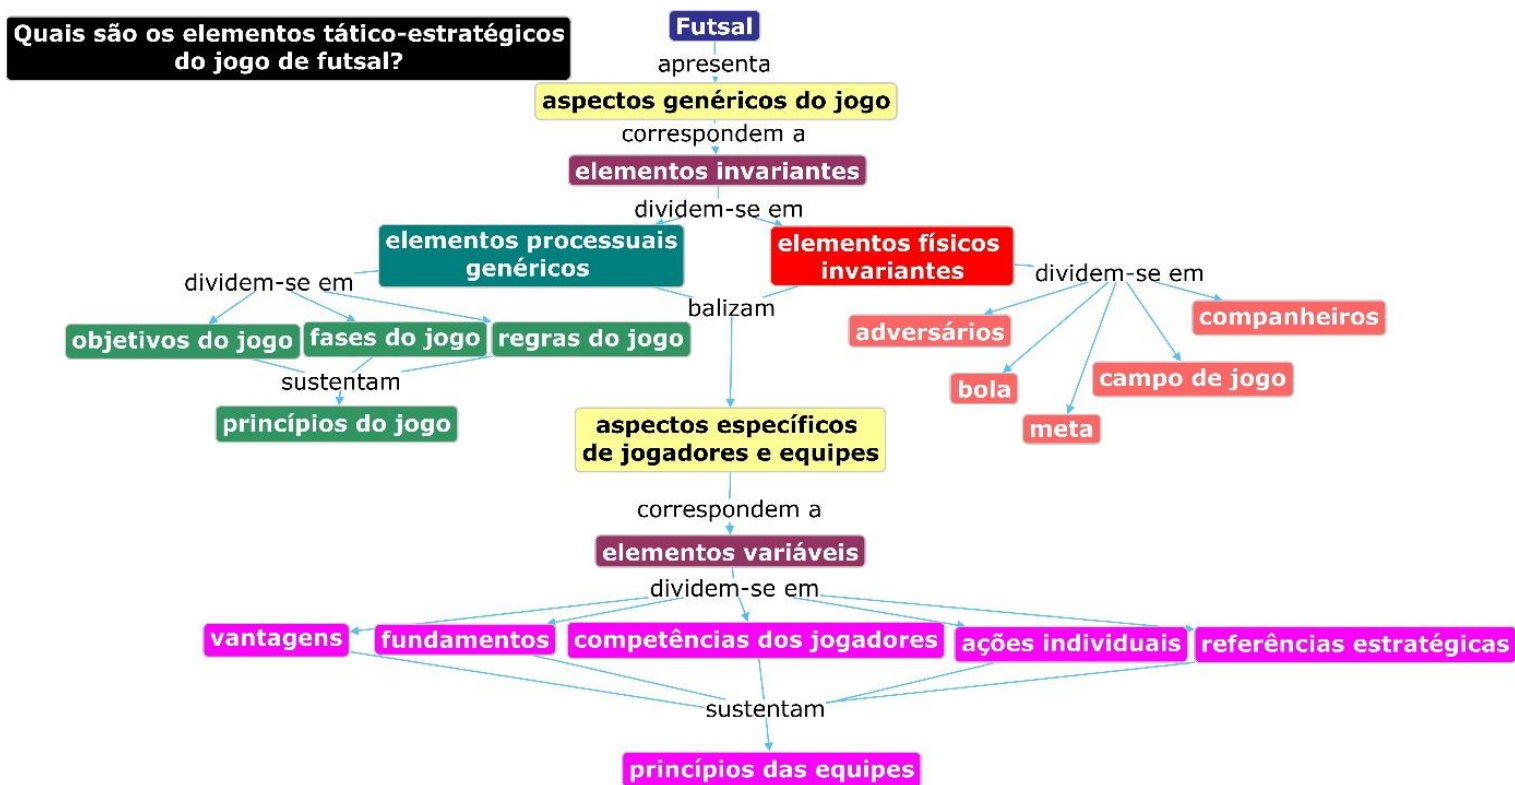 Quais são os elementos tático-estratégicos
do jogo de futsal?
Futsal
apresenta
aspectos genéricos do jogo
correspondem a
elementos invariantes
dividem-se em
elementos processuais
genéricos
elementos físicos
invariantes
dividem-se em
dividem-se em
balizam
objetivos do jogo
fases do jogo
regras do jogo
adversários
companheiros
sustentam
bola
campo de jogo
princípios do jogo
meta
aspectos específicos
de jogadores e equipes
correspondem a
elementos variáveis
dividem-se em
vantagens
fundamentos
competências dos jogadores
ações individuais
referências estratégicas
sustentam
princípios das equipes